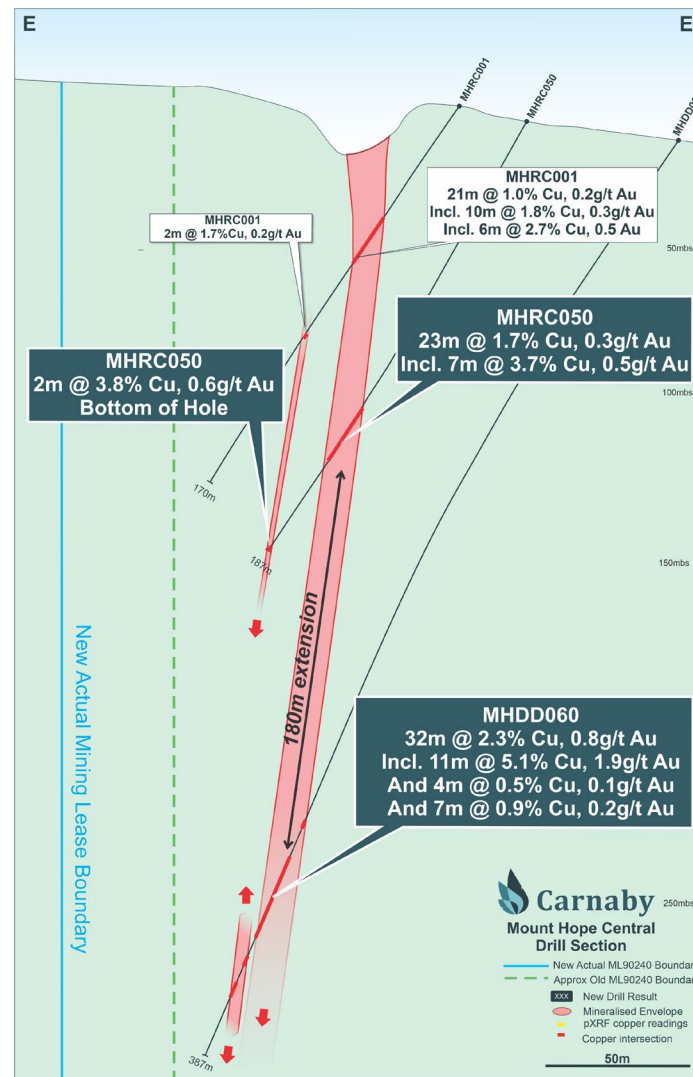 E
E
MHRC001
MHRC050
MHDD06
MHRC001
21m @ 1.0% Cu, 0.2g/t Au
Incl. 10m @ 1.8% Cu, 0.3g/t Au
Incl. 6m @ 2.7% Cu, 0.5 Au
MHRC001
2m @ 1.7%Cu, 0.2g/t Au
50mbs
MHRC050
23m @ 1.7% Cu, 0.3g/t Au
Incl. 7m @ 3.7% Cu, 0.5g/t Au
MHRC050
2m @ 3.8% Cu, 0.6g/t Au
Bottom of Hole
100mbs
170m
187m
150mbs
180m extension
New Actual Mining Lease Boundary
MHDD060
32m @ 2.3% Cu, 0.8g/t Au
Incl. 11m @ 5.1% Cu, 1.9g/t Au
And 4m @ 0.5% Cu, 0.1g/t Au
And 7m @ 0.9% Cu, 0.2g/t Au
250mbs
387m
Carnaby
Mount Hope Central
Drill Section
New Actual ML90240 Boundar
Approx Old ML90240 Boundar
XXX New Drill Result
Mineralised Envelope
pXRF copper readings
Copper intersection
50m